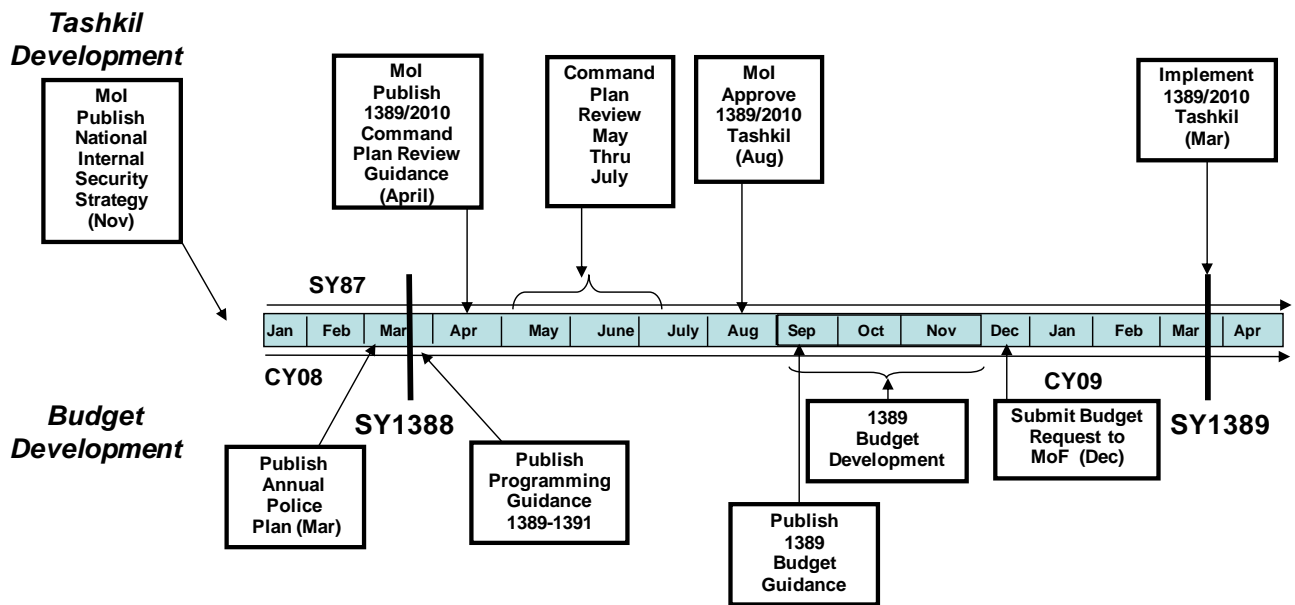 Tashkil
Development
MoI
Publish
National
Internal
Security
Strategy
(Nov)
MoI
Publish
1389/2010
Command
Plan Review
Guidance
(April)
Command
Plan
Review
May
Thru
July
MoI
Approve
1389/2010
Tashkil
(Aug)
Implement
1389/2010
Tashkil
(Mar)
SY87
Jan Feb Mar Apr May June July Aug Sep Oct Nov Dec Jan Feb Mar Apr
CY08
CY09
SY1388
SY1389
Budget
Development
Publish
Annual
Police
Plan (Mar)
Publish
Programming
Guidance
1389-1391
Publish
1389
Budget
Guidance
1389
Budget
Development
Submit Budget
Request to
MoF (Dec)